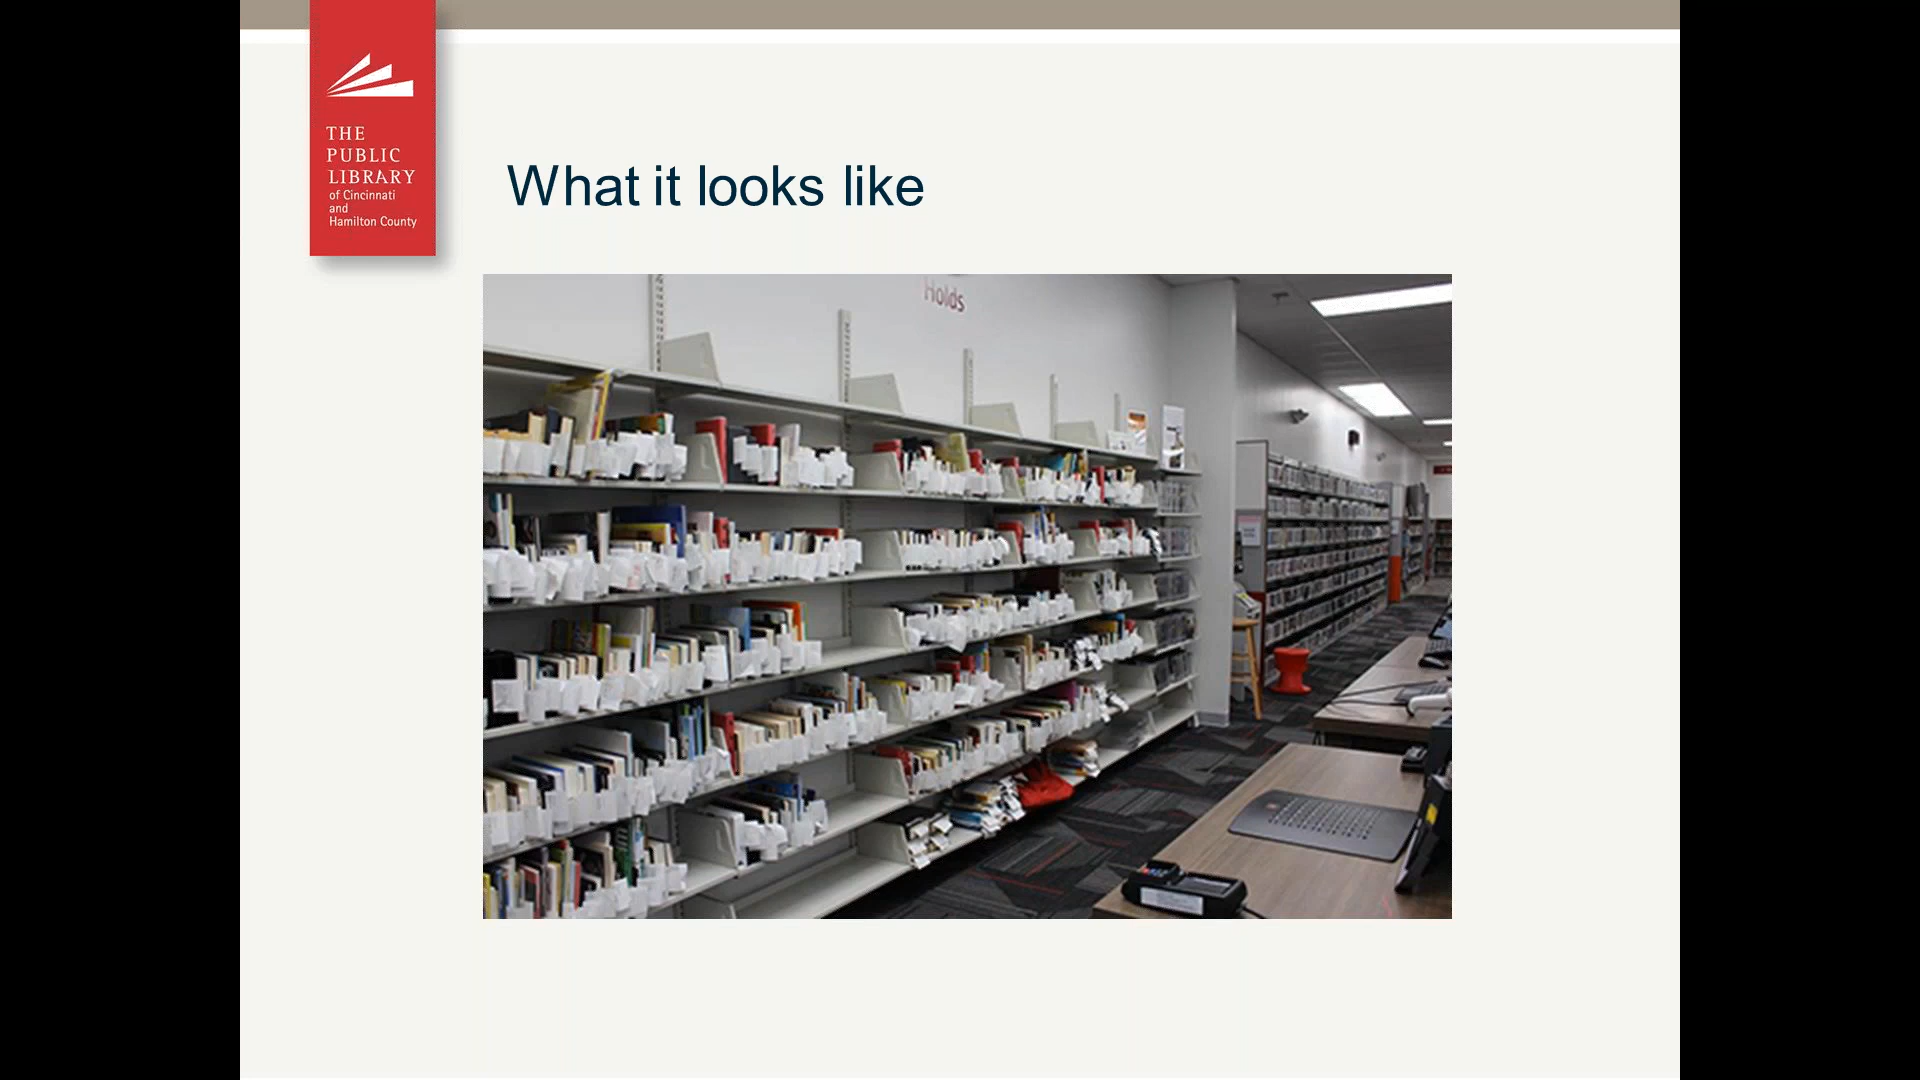 THE
PUBLIC
LIBRARY
of Cincinnati
and
Hamilton County
What it looks like
Holds